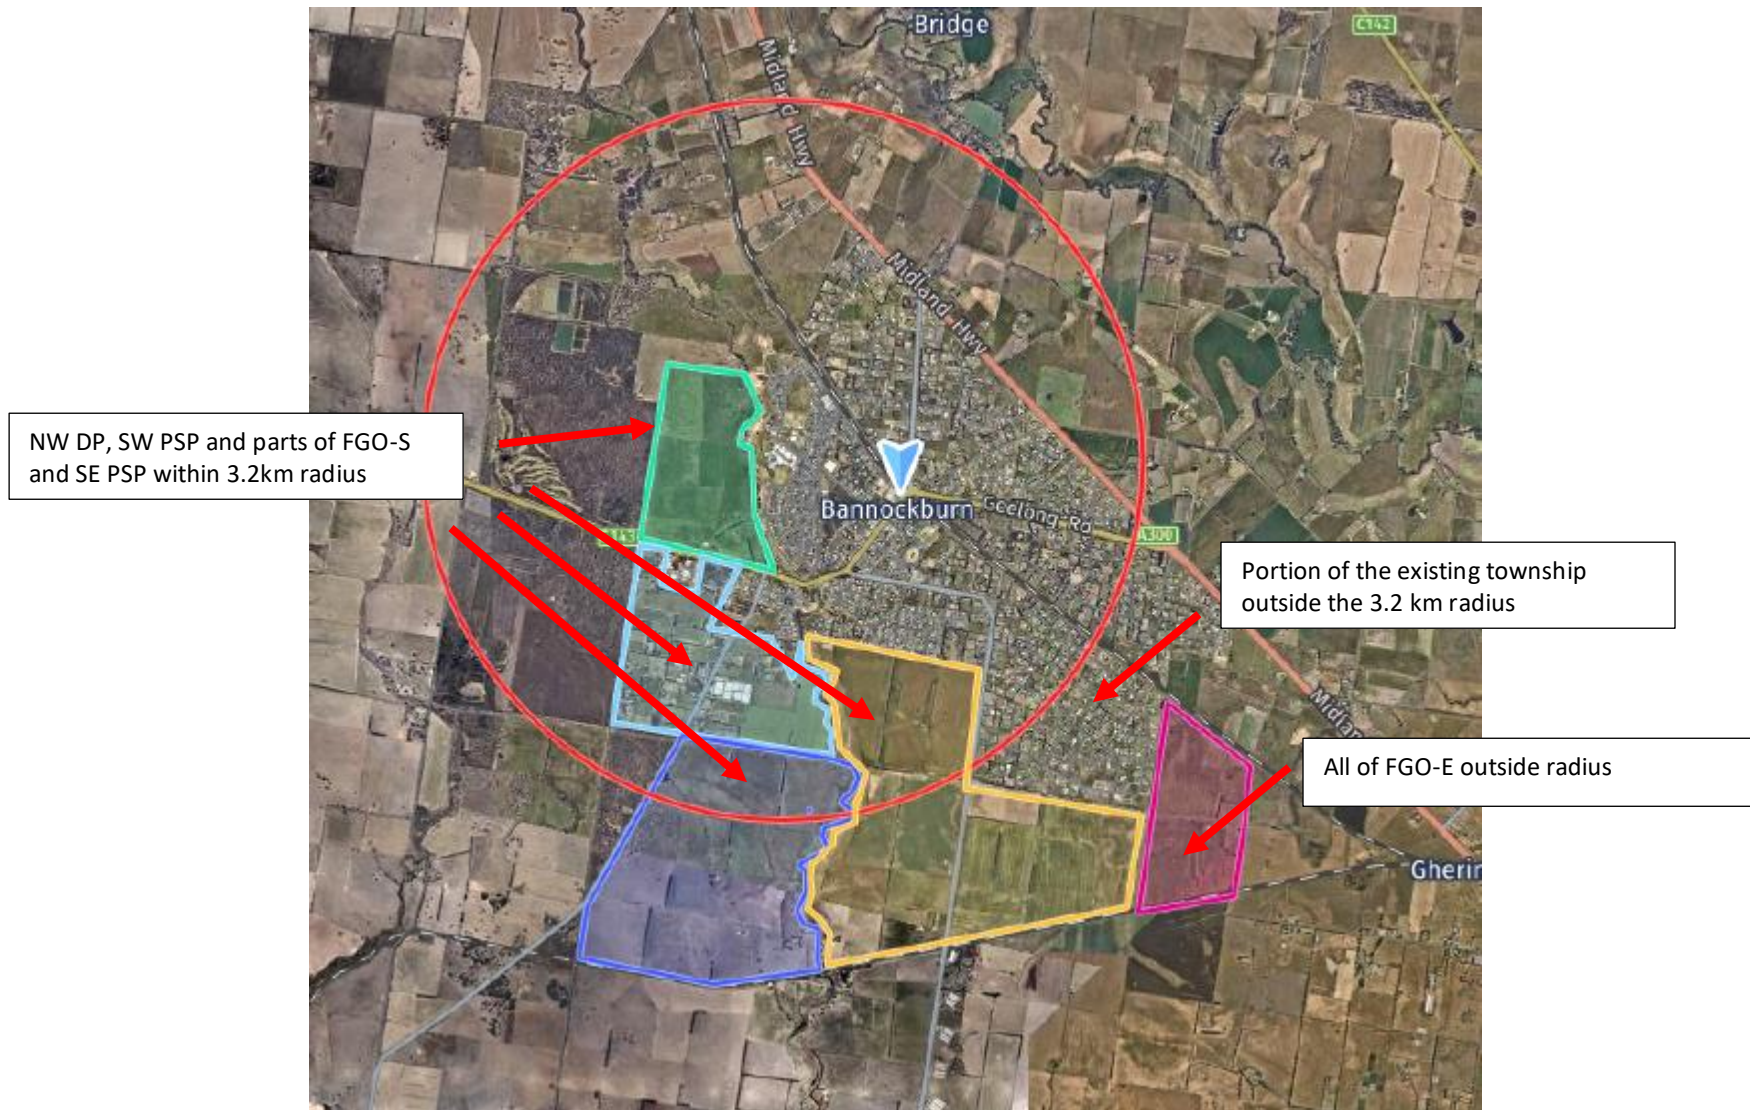 Bridge
C142
Midland Hwy
Midland Hwy
NW DP, SW PSP and parts of FGO-S
and SE PSP within 3.2km radius
Bannockburn
Geelong Rd
A300
Portion of the existing township
outside the 3.2 km radius
Midla
All of FGO-E outside radius
Gherin